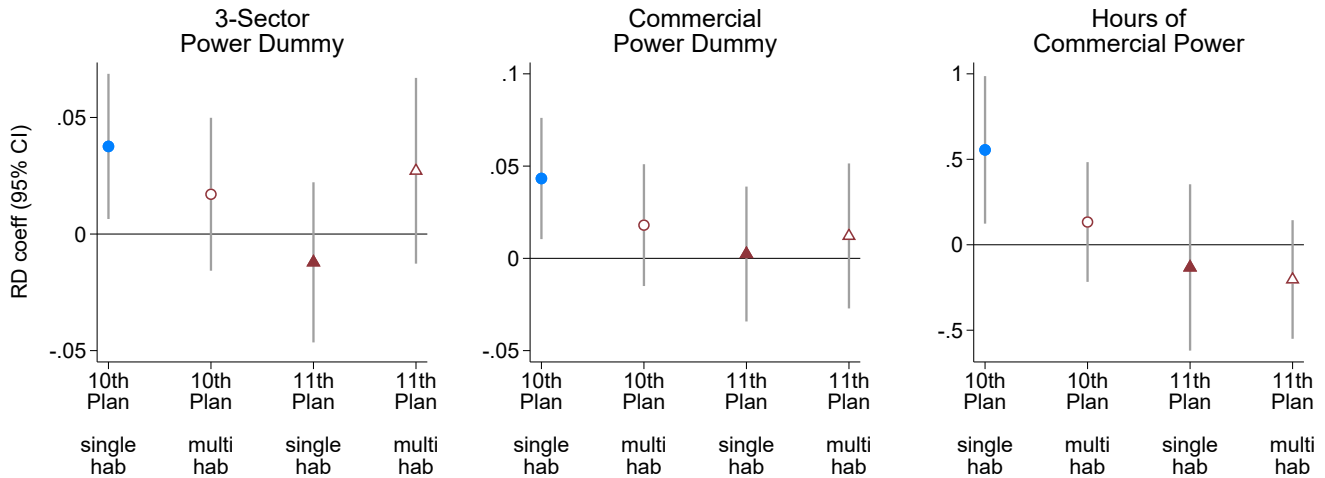 3-Sector
Power Dummy
RD coeff (95% CI)
.05
0
-.05
10th
Plan
single
hab
10th
Plan
multi
hab
11th
Plan
single
hab
11th
Plan
multi
hab
Commercial
Power Dummy
.1
.05
0
-.05
10th
Plan
single
hab
10th
Plan
multi
hab
11th
Plan
single
hab
11th
Plan
multi
hab
Hours of
Commercial Power
1
.5
0
-.5
10th
Plan
single
hab
10th
Plan
multi
hab
11th
Plan
single
hab
11th
Plan
multi
hab